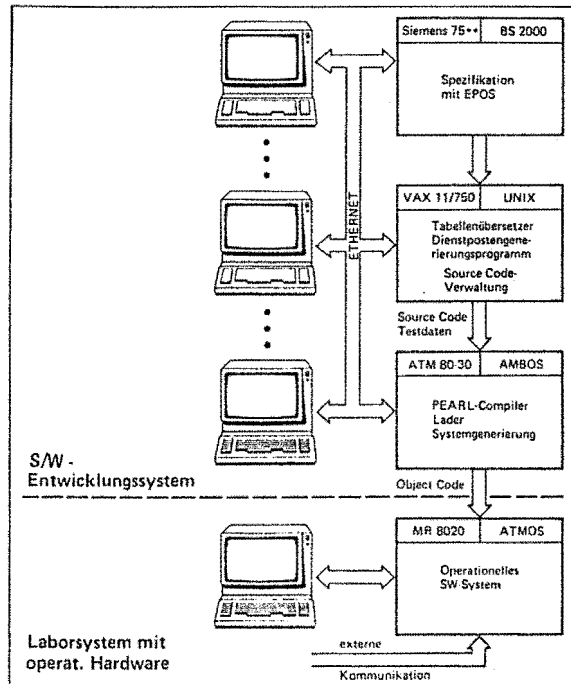 Siemens 75** BS 2000
Spezifikation
mit EPOS
ETHERNET
VAX 11/750 UNIX
Tabellenübersetzer
Dienstpostengene-
rierungsprogramm
Source Code-
Verwaltung
Source Code
Testdaten
ATM 80-30 AMBOS
PEARL-Compiler
Lader
Systemgenerierung
S/W -
Entwicklungssystem
Object Code
MR 8020 ATMOS
Operationelles
SW-System
Laborsystem mit
operat. Hardware
externe
Kommunikation